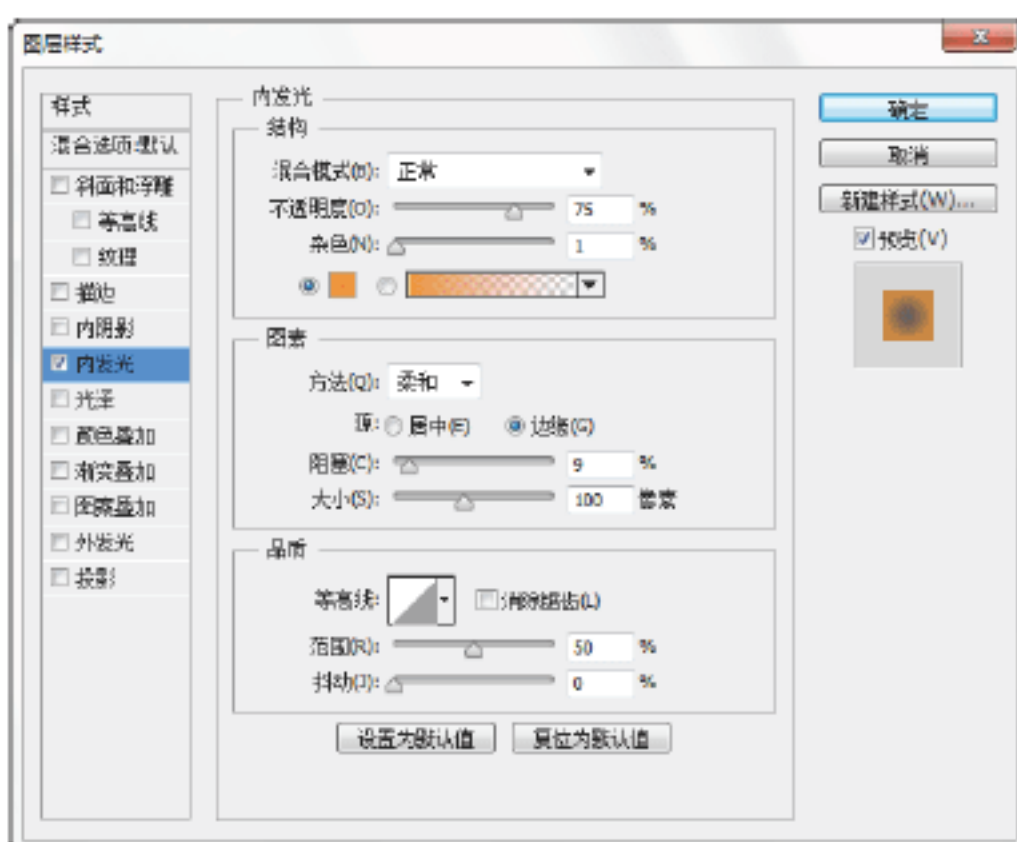 图层样式
样式
混合选项:默认
斜面和浮雕
等高线
纹理
描边
内阴影
内发光
光泽
颜色叠加
渐变叠加
图案叠加
外发光
投影
内发光
结构
混合模式(B): 正常
不透明度(O): 75 %
杂色(N): 1 %
图素
方法(Q): 柔和
源: 居中(E) 边缘(G)
阻塞(C): 9 %
大小(S): 100 像素
品质
等高线: 消除锯齿(L)
范围(R): 50 %
抖动(J): 0 %
设置为默认值 复位为默认值
确定
取消
新建样式(W)...
预览(V)